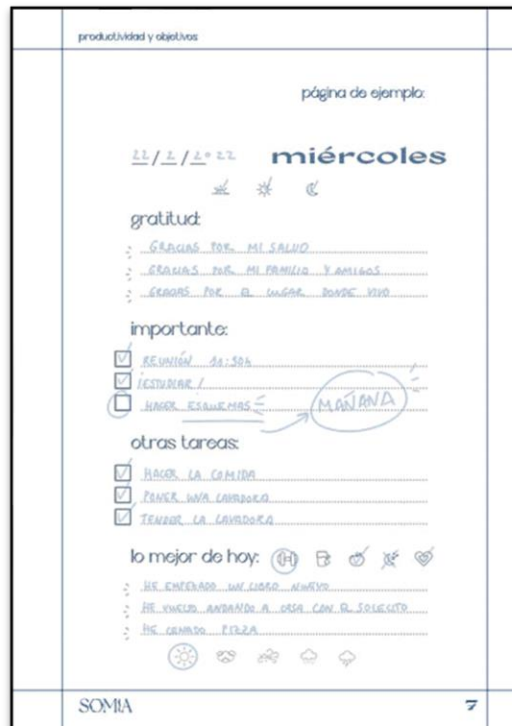 productividad y objetivos
página de ejemplo:
22/2/2022 miércoles
gratitud:
GRACIAS POR MI SALUD
GRACIAS POR MI FAMILIA Y AMIGOS
GRACIAS POR EL LUGAR DONDE VIVO
importante:
REUNIÓN 11:30h
¡ESTUDIAR!
HACER ESQUEMAS MAÑANA
otras tareas:
HACER LA COMIDA
PONER UNA LAVADORA
TENDER LA LAVADORA
lo mejor de hoy:
HE EMPEZADO UN LIBRO NUEVO
HE VUELTO ANDANDO A CASA CON EL SOLECITO
HE CENADO PIZZA
SOMIA 7